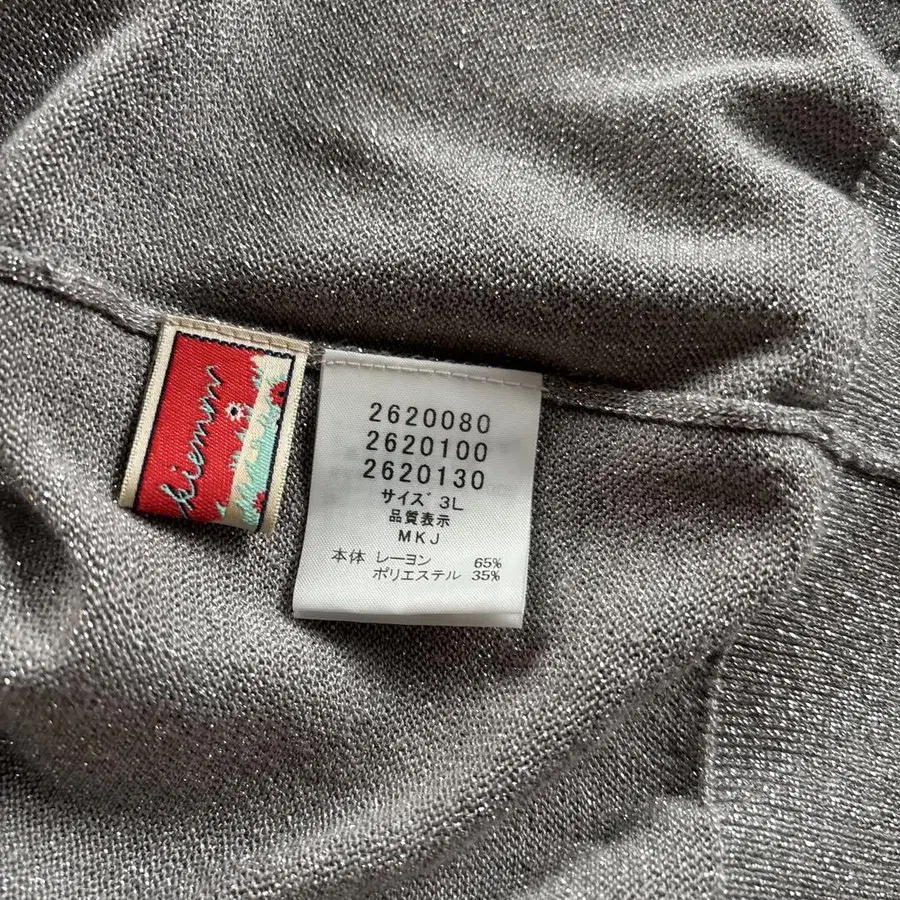 2620080
2620100
2620130
サイズ 3L
品質表示
MKJ
本体 レーヨン 65%
ポリエステル 35%